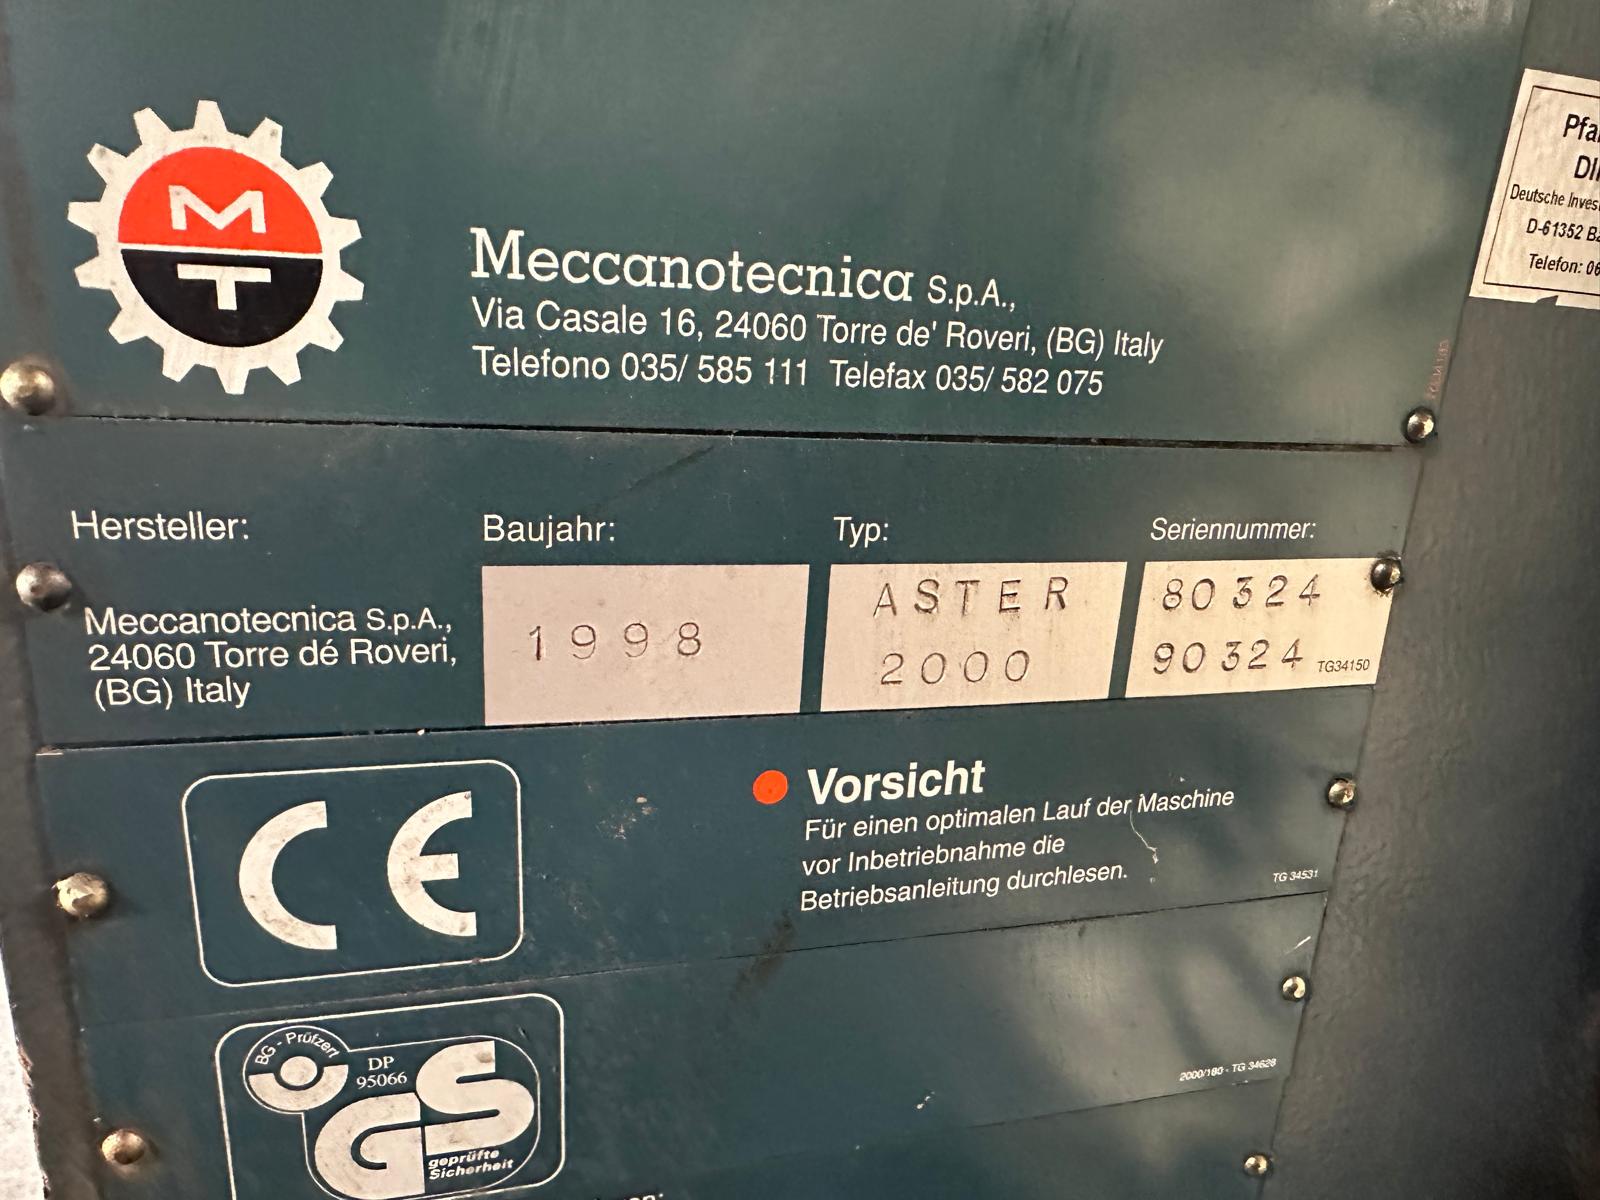 M
T
Meccanotecnica S.p.A.,
Via Casale 16, 24060 Torre de' Roveri, (BG) Italy
Telefono 035/ 585 111 Telefax 035/ 582 075
Deutsche
D-61352
Telefon:
Hersteller:
Meccanotecnica S.p.A.,
24060 Torre dé Roveri,
(BG) Italy
Baujahr:
1998
Typ:
ASTER
2000
Seriennummer:
80324
90324 TG34150
CE
Vorsicht
Für einen optimalen Lauf der Maschine
vor Inbetriebnahme die
Betriebsanleitung durchlesen.
TG 34531
BG - Prüfzert
DP
95066
GS
geprüfte
Sicherheit
2000/180 - TG 34628